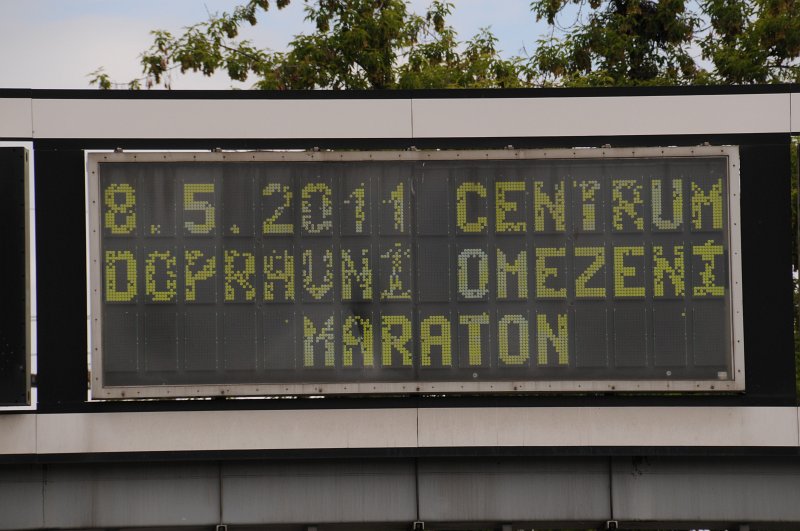 8.5.2011 CENTRUM
DOPRAVNÍ OMEZENÍ
MARATON